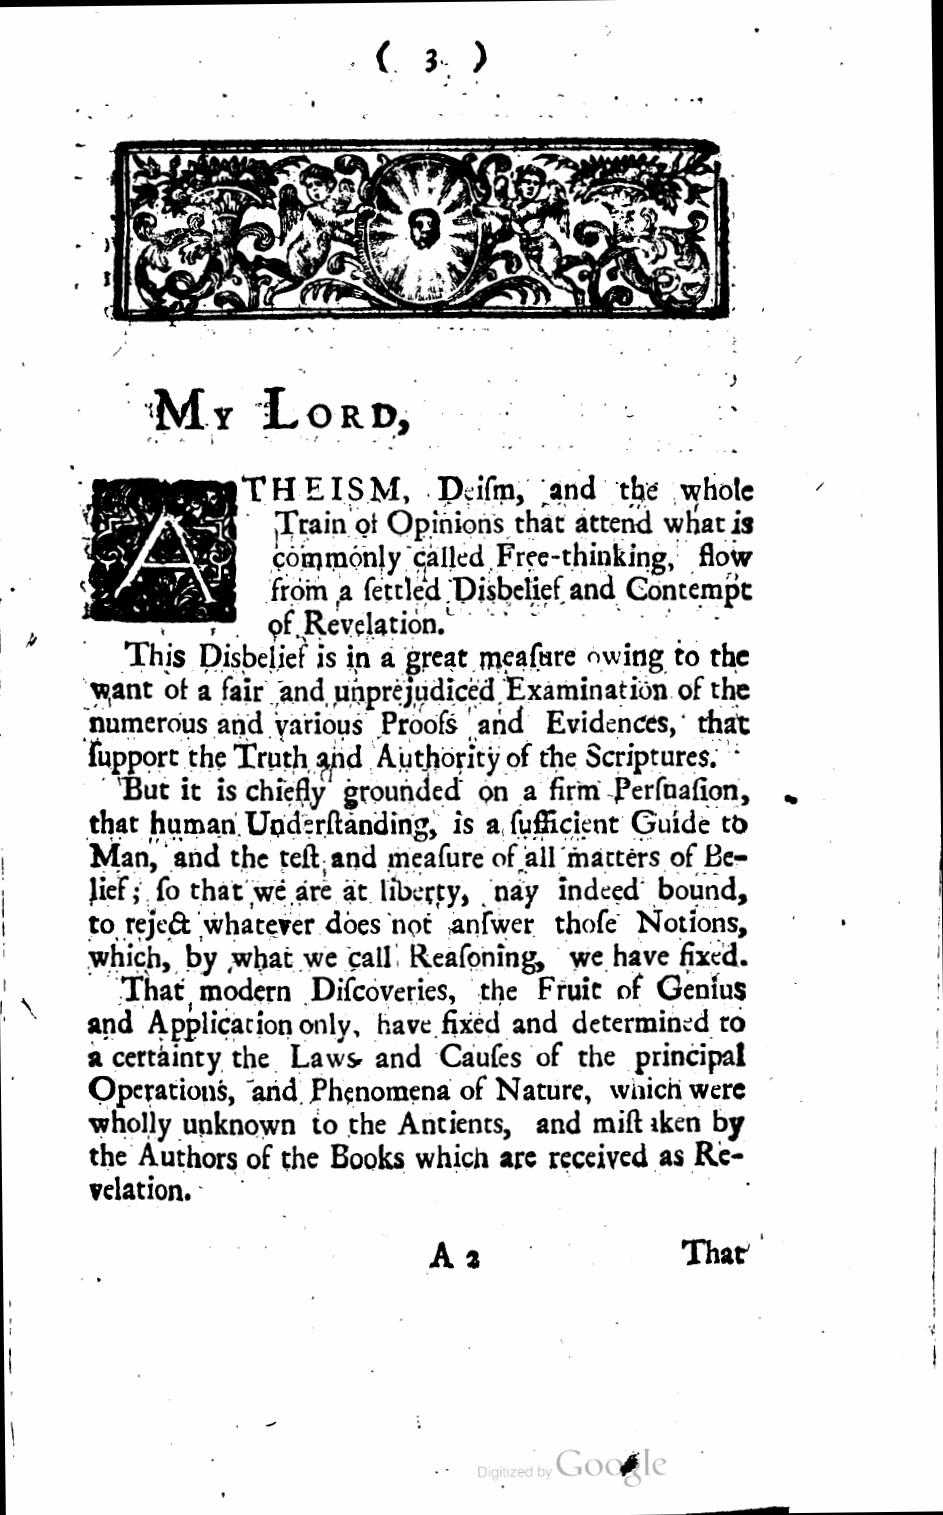 ( 3 )
MY LORD,
ATHEISM, Deiſm, and the whole
Train of Opinions that attend what is
commonly called Free-thinking, flow
from a ſettled Disbelief and Contempt
of Revelation.
This Disbelief is in a great meaſure owing to the
want of a fair and unprejudiced Examination of the
numerous and various Proofs and Evidences, that
ſupport the Truth and Authority of the Scriptures.
But it is chiefly grounded on a firm Perſuaſion,
that human Underſtanding, is a ſufficient Guide to
Man, and the teſt and meaſure of all matters of Be-
lief; ſo that we are at liberty, nay indeed bound,
to reject whatever does not anſwer thoſe Notions,
which, by what we call Reaſoning, we have fixed.
That modern Diſcoveries, the Fruit of Genius
and Application only, have fixed and determined to
a certainty the Laws and Cauſes of the principal
Operations, and Phenomena of Nature, which were
wholly unknown to the Antients, and miſtaken by
the Authors of the Books which are received as Re-
velation.
A 2 That
Digitized by Google